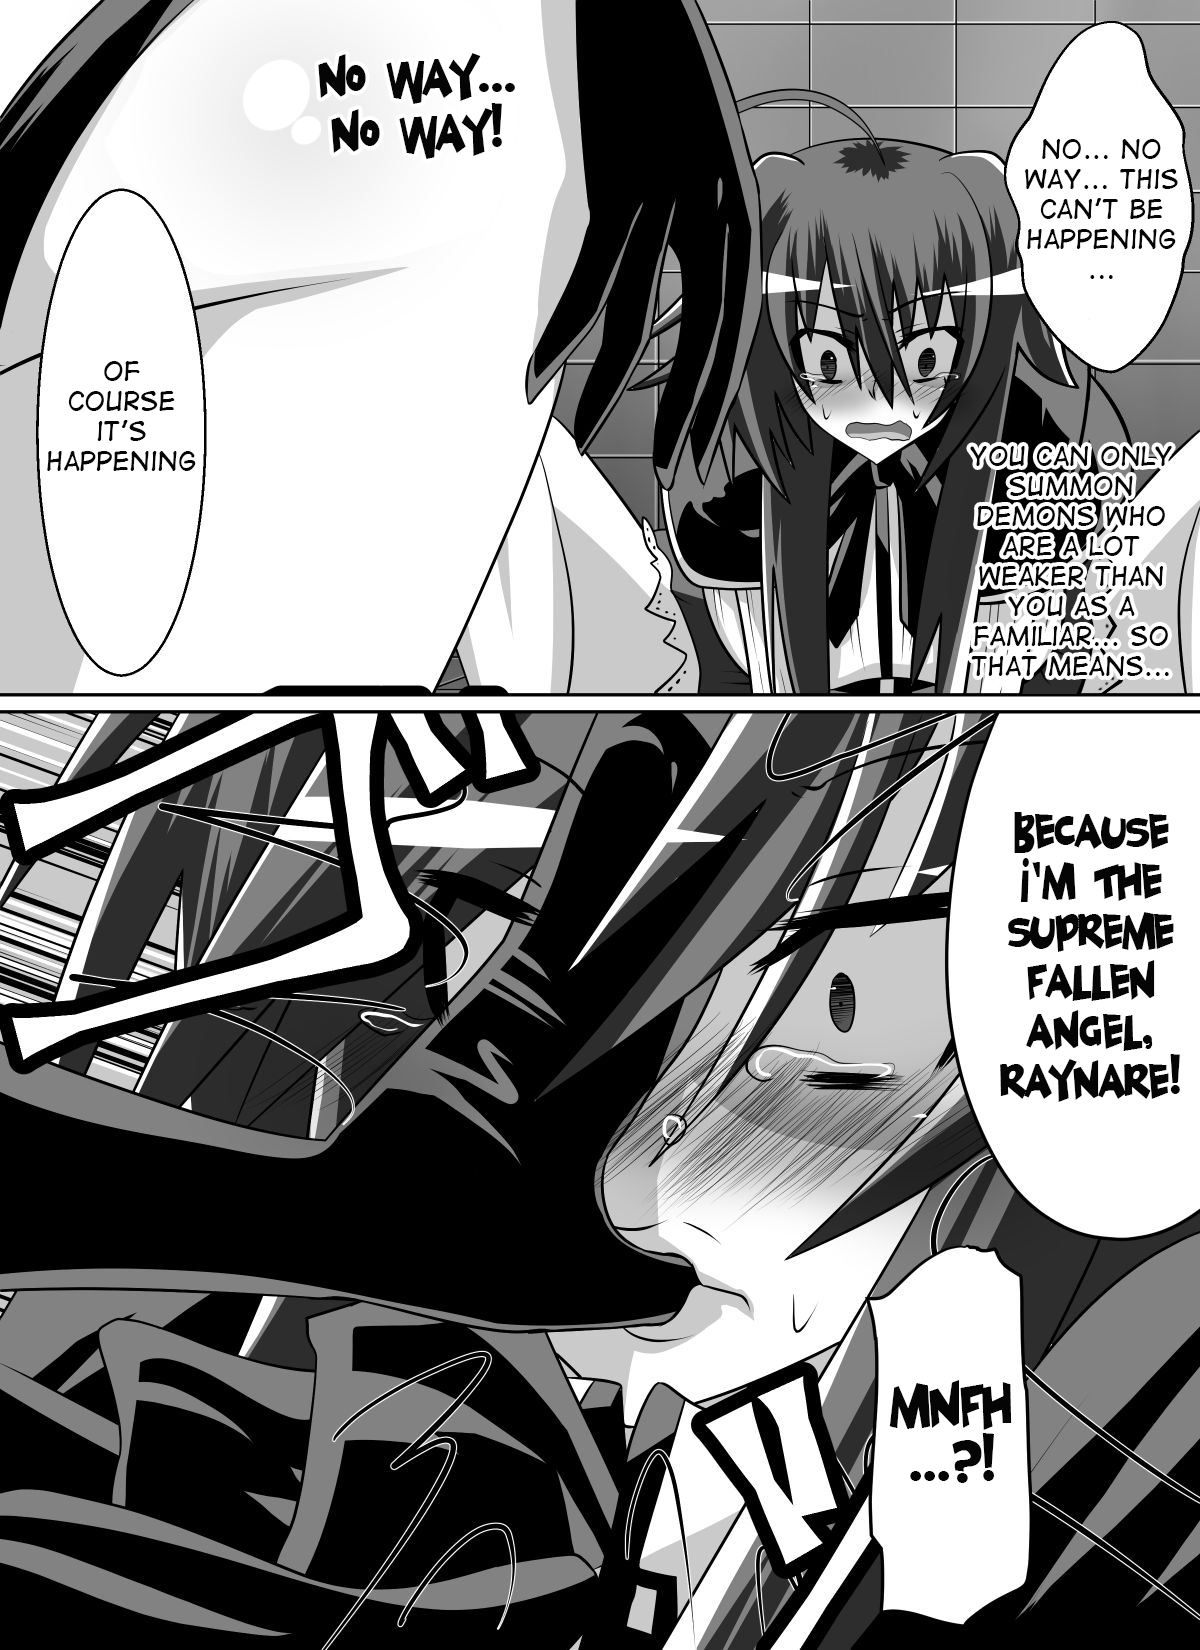 NO... NO
WAY... THIS
CAN'T BE
HAPPENING
...
NO WAY...
NO WAY!
YOU CAN ONLY
SUMMON
DEMONS WHO
ARE A LOT
WEAKER THAN
YOU AS A
FAMILIAR... SO
THAT MEANS...
OF
COURSE
IT'S
HAPPENING
BECAUSE
I'M THE
SUPREME
FALLEN
ANGEL,
RAYNARE!
MNFH
...?!